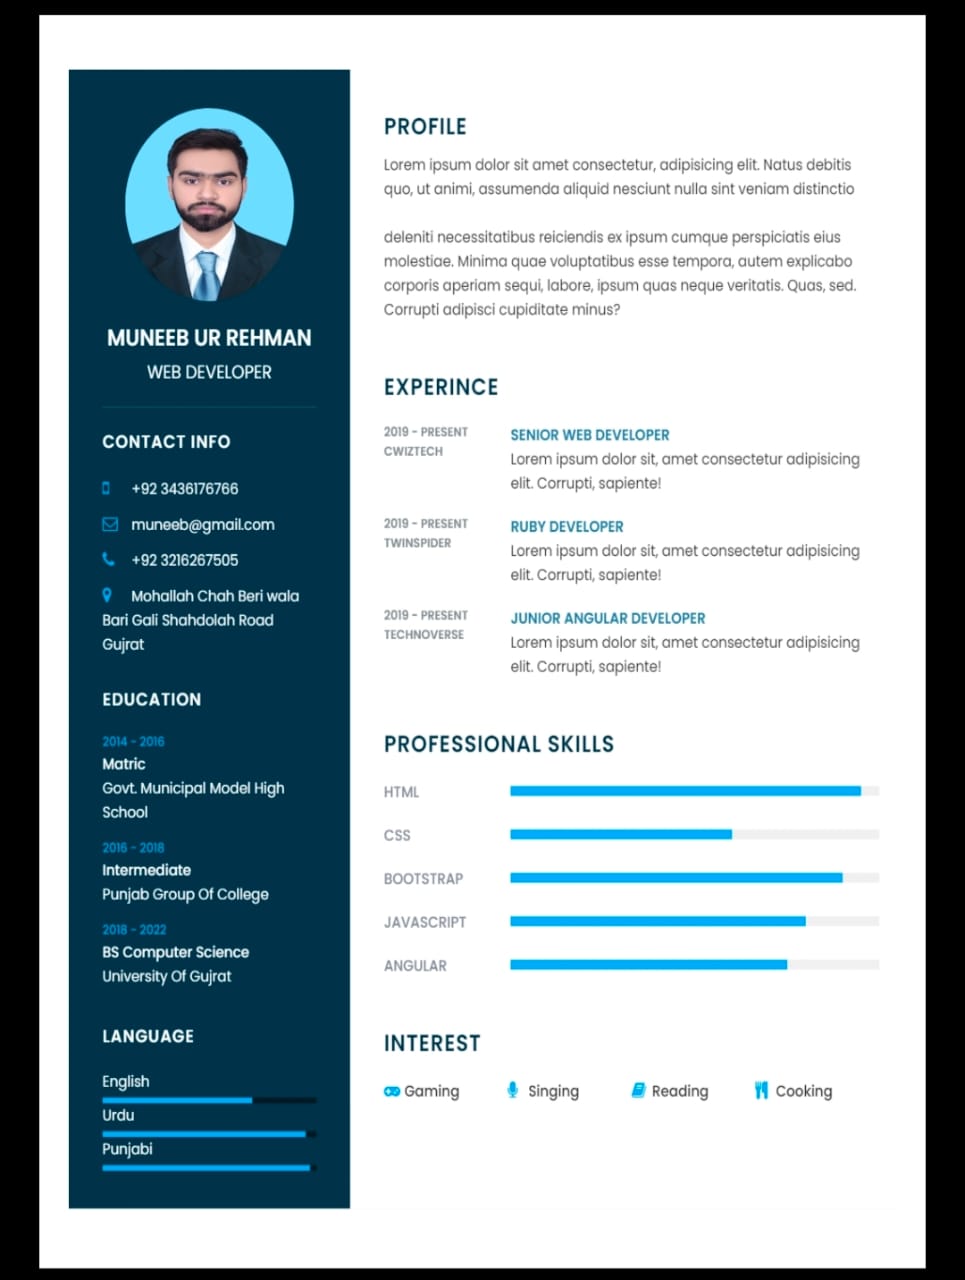 MUNEEB UR REHMAN
WEB DEVELOPER
CONTACT INFO
+92 3436176766
muneeb@gmail.com
+92 3216267505
Mohallah Chah Beri wala
Bari Gali Shahdolah Road
Gujrat
EDUCATION
2014 - 2016
Matric
Govt. Municipal Model High
School
2016 - 2018
Intermediate
Punjab Group Of College
2018 - 2022
BS Computer Science
University Of Gujrat
LANGUAGE
English
Urdu
Punjabi
PROFILE
Lorem ipsum dolor sit amet consectetur, adipisicing elit. Natus debitis
quo, ut animi, assumenda aliquid nesciunt nulla sint veniam distinctio
deleniti necessitatibus reiciendis ex ipsum cumque perspiciatis eius
molestiae. Minima quae voluptatibus esse tempora, autem explicabo
corporis aperiam sequi, labore, ipsum quas neque veritatis. Quas, sed.
Corrupti adipisci cupiditate minus?
EXPERINCE
2019 - PRESENT
CWIZTECH
SENIOR WEB DEVELOPER
Lorem ipsum dolor sit, amet consectetur adipisicing
elit. Corrupti, sapiente!
2019 - PRESENT
TWINSPIDER
RUBY DEVELOPER
Lorem ipsum dolor sit, amet consectetur adipisicing
elit. Corrupti, sapiente!
2019 - PRESENT
TECHNOVERSE
JUNIOR ANGULAR DEVELOPER
Lorem ipsum dolor sit, amet consectetur adipisicing
elit. Corrupti, sapiente!
PROFESSIONAL SKILLS
HTML
CSS
BOOTSTRAP
JAVASCRIPT
ANGULAR
INTEREST
Gaming Singing Reading Cooking